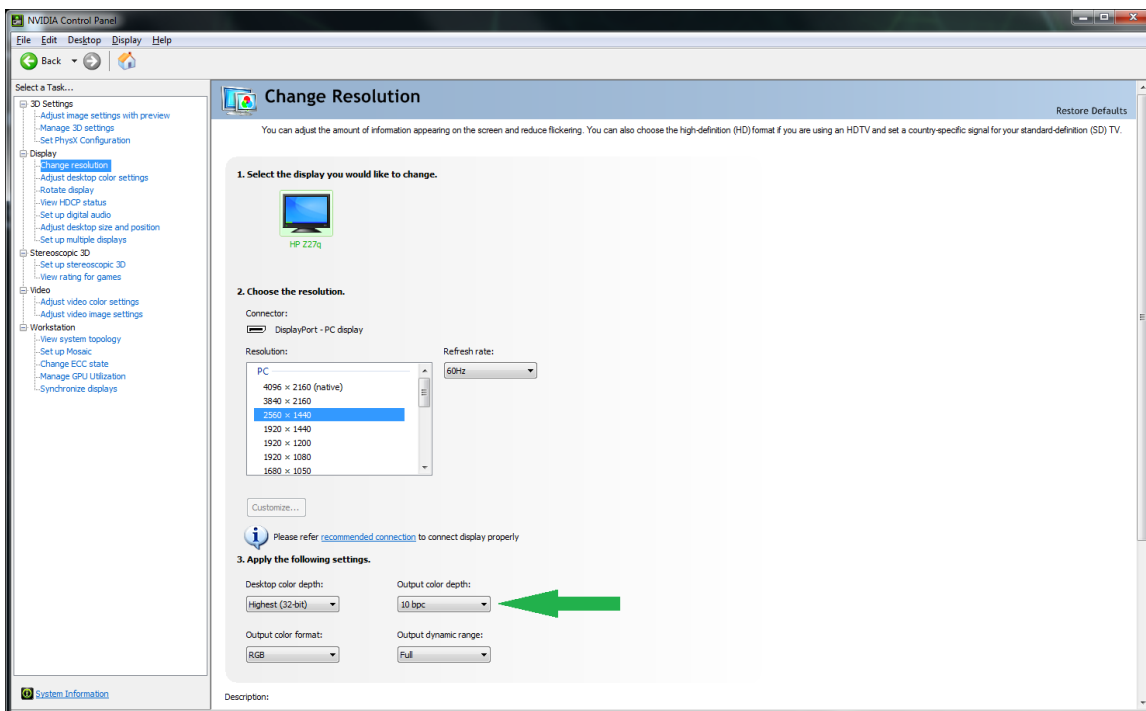 NVIDIA Control Panel
File Edit Desktop Display Help
Back
Select a Task...
3D Settings
Adjust image settings with preview
Manage 3D settings
Set PhysX Configuration
Display
Change resolution
Adjust desktop color settings
Rotate display
View HDCP status
Set up digital audio
Adjust desktop size and position
Set up multiple displays
Stereoscopic 3D
Set up stereoscopic 3D
View rating for games
Video
Adjust video color settings
Adjust video image settings
Workstation
View system topology
Set up Mosaic
Change ECC state
Manage GPU Utilization
Synchronize displays
System Information
Change Resolution
Restore Defaults
You can adjust the amount of information appearing on the screen and reduce flickering. You can also choose the high-definition (HD) format if you are using an HDTV and set a country-specific signal for your standard-definition (SD) TV.
1. Select the display you would like to change.
HP Z27q
2. Choose the resolution.
Connector:
DisplayPort - PC display
Resolution: Refresh rate:
PC 60Hz
4096 × 2160 (native)
3840 × 2160
2560 × 1440
1920 × 1440
1920 × 1200
1920 × 1080
1680 × 1050
Customize...
Please refer recommended connection to connect display properly
3. Apply the following settings.
Desktop color depth: Output color depth:
Highest (32-bit) 10 bpc
Output color format: Output dynamic range:
RGB Full
Description: